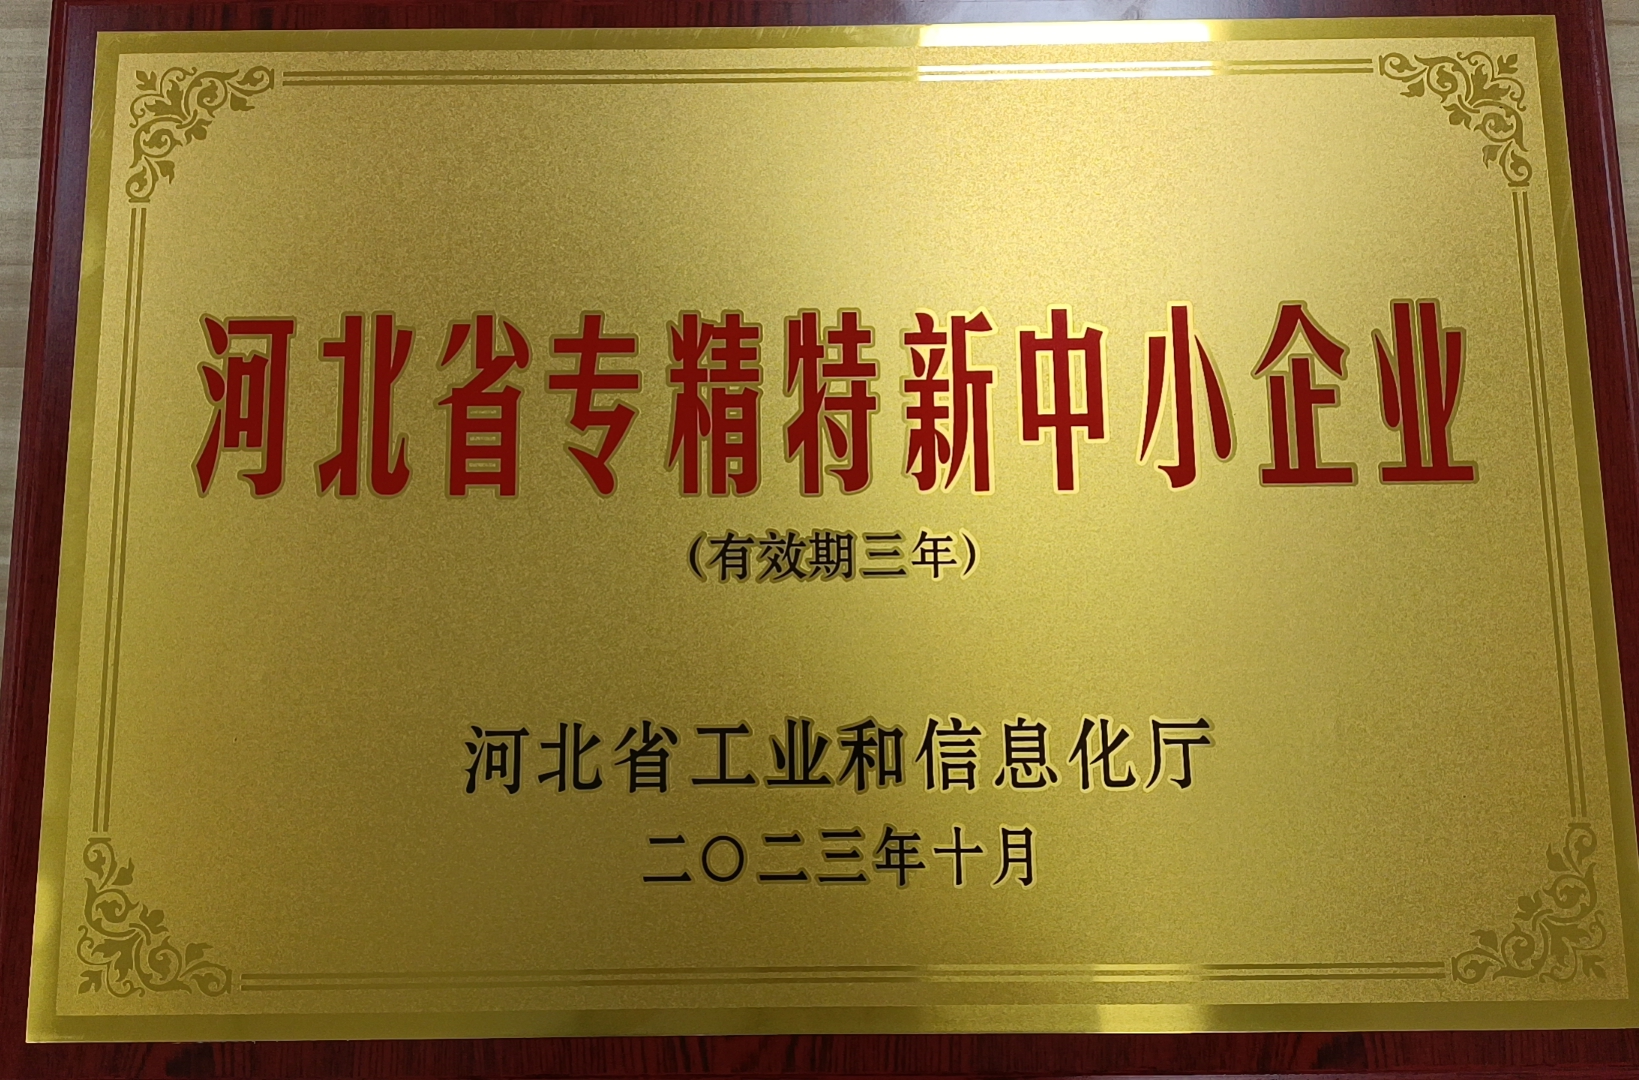 河北省专精特新中小企业
(有效期三年)
河北省工业和信息化厅
二〇二三年十月